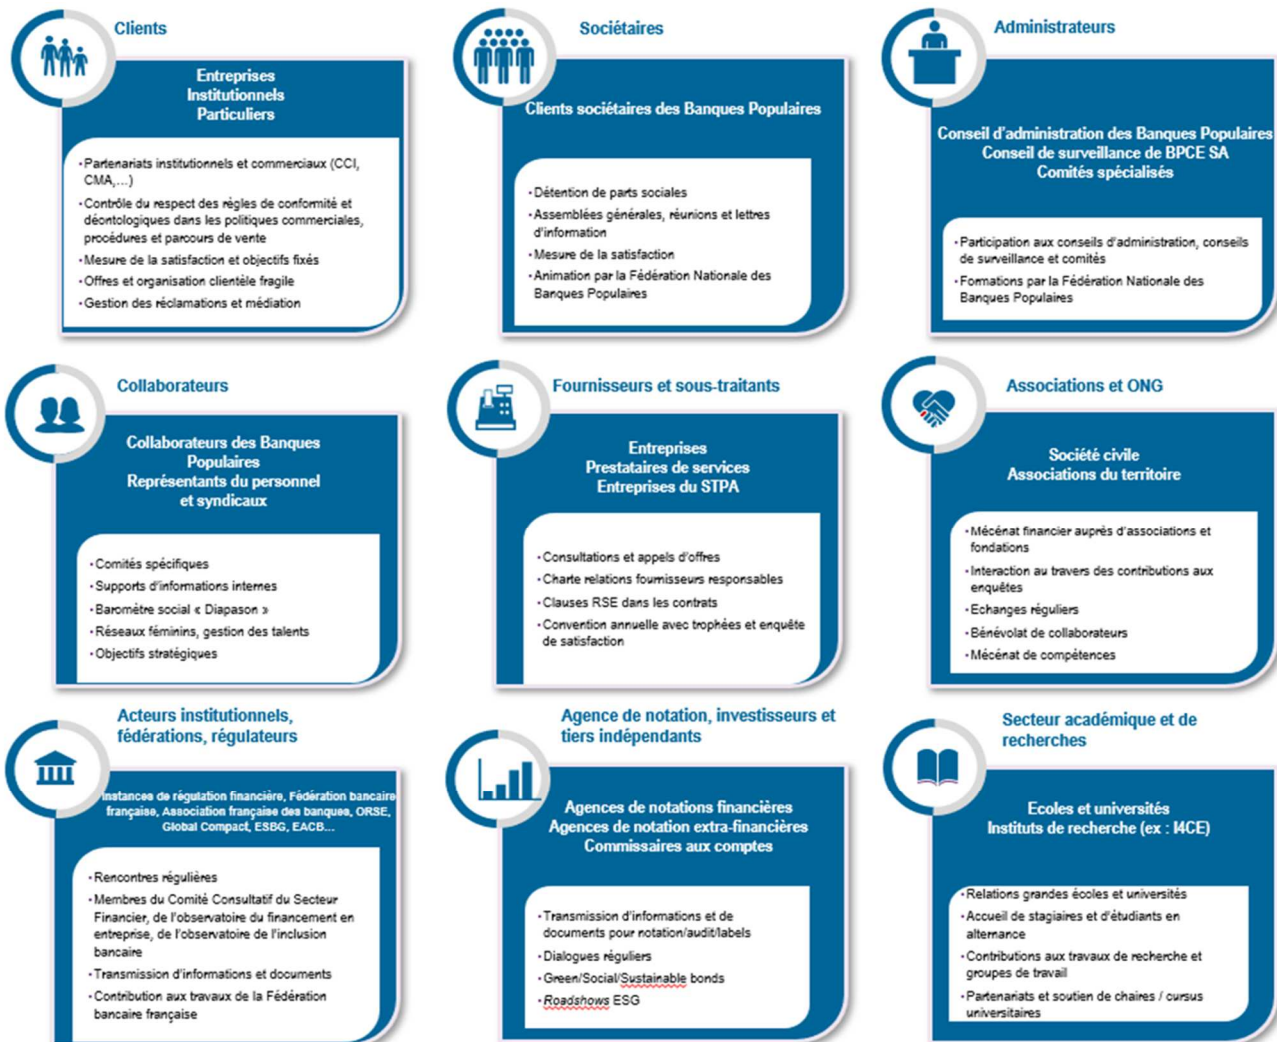 Clients
Entreprises
Institutionnels
Particuliers
• Partenariats institutionnels et commerciaux (CCI,
CMA,...)
• Contrôle du respect des règles de conformité et
déontologiques dans les politiques commerciales,
procédures et parcours de vente
• Mesure de la satisfaction et objectifs fixés
• Offres et organisation clientèle fragile
• Gestion des réclamations et médiation
Sociétaires
Clients sociétaires des Banques Populaires
• Détention de parts sociales
• Assemblées générales, réunions et lettres
d'information
• Mesure de la satisfaction
• Animation par la Fédération Nationale des
Banques Populaires
Administrateurs
Conseil d'administration des Banques Populaires
Conseil de surveillance de BPCE SA
Comités spécialisés
• Participation aux conseils d'administration, conseils
de surveillance et comités
• Formations par la Fédération Nationale des
Banques Populaires
Collaborateurs
Collaborateurs des Banques
Populaires
Représentants du personnel
et syndicaux
• Comités spécifiques
• Supports d'informations internes
• Baromètre social « Diapason »
• Réseaux féminins, gestion des talents
• Objectifs stratégiques
Fournisseurs et sous-traitants
Entreprises
Prestataires de services
Entreprises du STPA
• Consultations et appels d'offres
• Charte relations fournisseurs responsables
• Clauses RSE dans les contrats
• Convention annuelle avec trophées et enquête
de satisfaction
Associations et ONG
Société civile
Associations du territoire
• Mécénat financier auprès d'associations et
fondations
• Interaction au travers des contributions aux
enquêtes
• Echanges réguliers
• Bénévolat de collaborateurs
• Mécénat de compétences
Acteurs institutionnels,
fédérations, régulateurs
Instances de régulation financière, Fédération bancaire
française, Association française des banques, ORSE,
Global Compact, ESBG, EACB...
• Rencontres régulières
• Membres du Comité Consultatif du Secteur
Financier, de l'observatoire du financement en
entreprise, de l'observatoire de l'inclusion
bancaire
• Transmission d'informations et documents
• Contribution aux travaux de la Fédération
bancaire française
Agence de notation, investisseurs et
tiers indépendants
Agences de notations financières
Agences de notation extra-financières
Commissaires aux comptes
• Transmission d'informations et de
documents pour notation/audit/labels
• Dialogues réguliers
• Green/Social/Sustainable bonds
• Roadshows ESG
Secteur académique et de
recherches
Ecoles et universités
Instituts de recherche (ex : I4CE)
• Relations grandes écoles et universités
• Accueil de stagiaires et d'étudiants en
alternance
• Contributions aux travaux de recherche et
groupes de travail
• Partenariats et soutien de chaires / cursus
universitaires